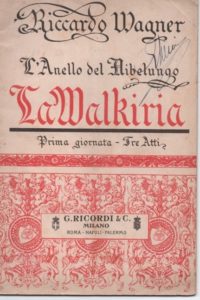 Riccardo Wagner
L'Anello del Nibelungo
La Walkiria
Prima giornata - Tre Atti
G. RICORDI & C.
MILANO
ROMA - NAPOLI - PALERMO